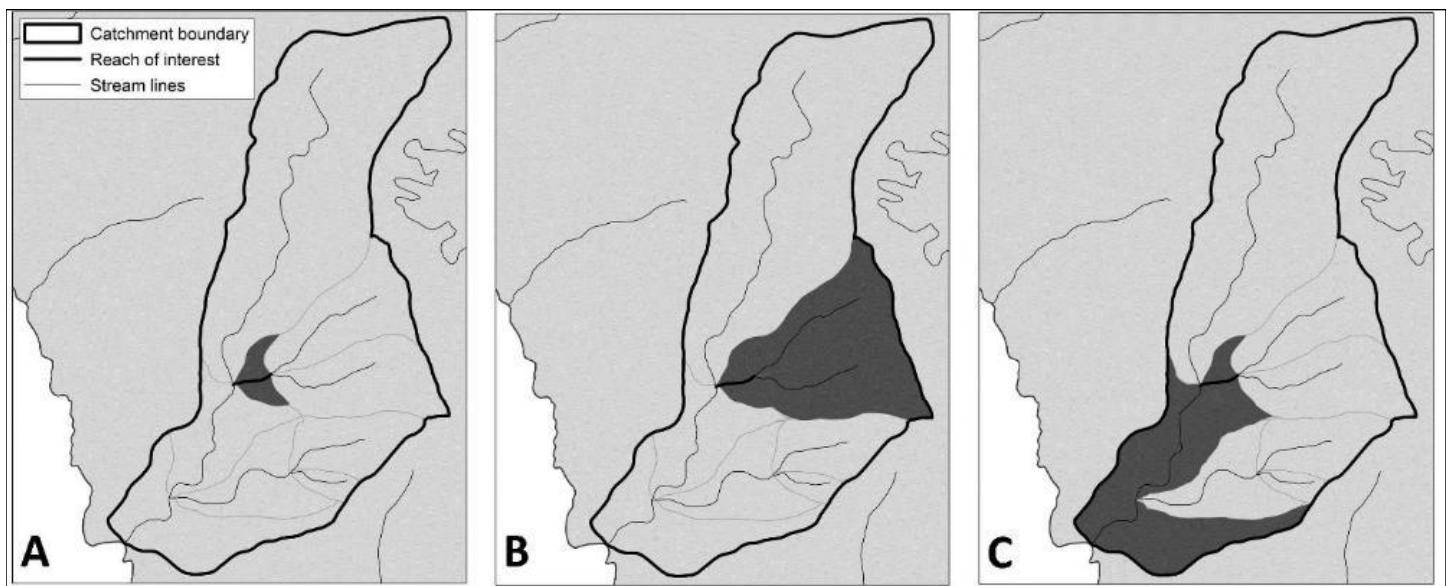 Catchment boundary
Reach of interest
Stream lines
A
B
C